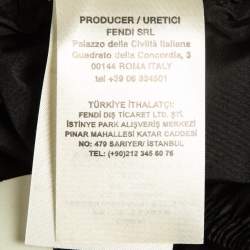 PRODUCER / URETICI
FENDI SRL
Palazzo della Civiltà Italiana
Quadrato della Concordia, 3
00144 ROMA ITALY
tel +39 06 334501
TÜRKİYE İTHALATÇI:
FENDI DIŞ TİCARET LTD. ŞTİ.
İSTİNYE PARK ALIŞVERİŞ MERKEZİ
PINAR MAHALLESI KATAR CADDESİ
NO: 479 SARIYER/ İSTANBUL
TEL: (+90)212 345 60 76